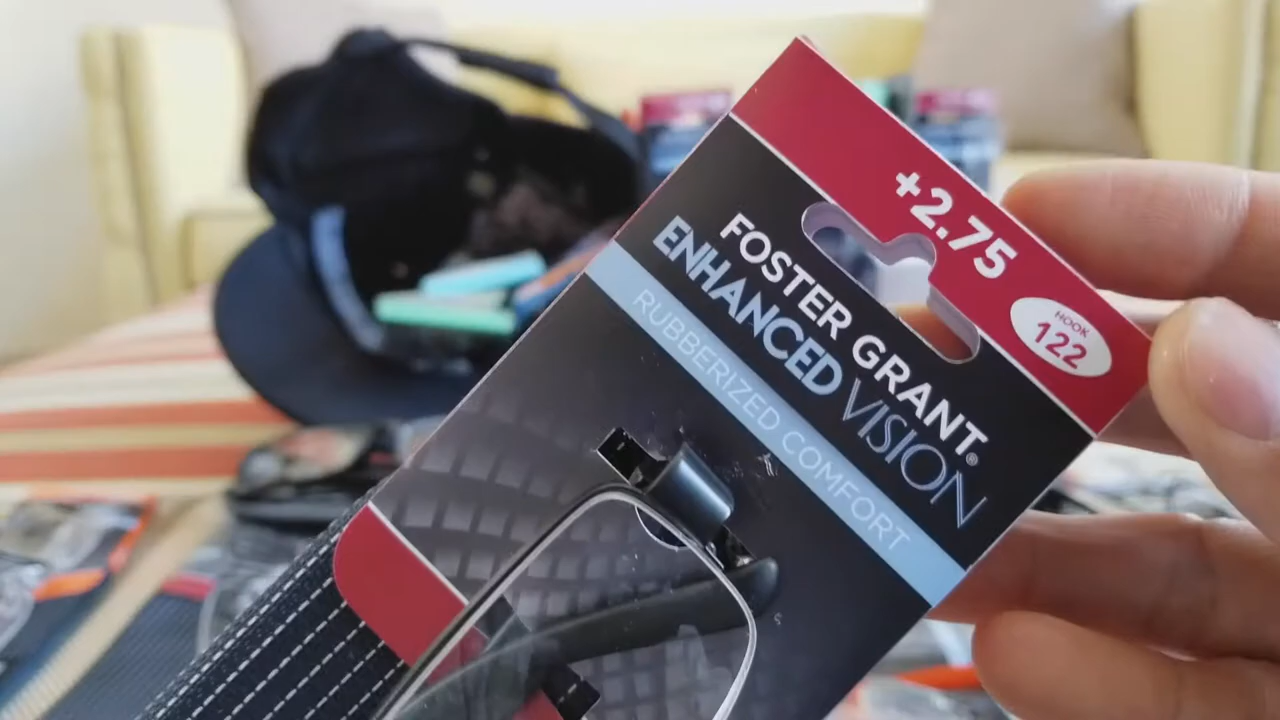 +2.75
HOOK
122
FOSTER GRANT®
ENHANCED VISION
RUBBERIZED COMFORT